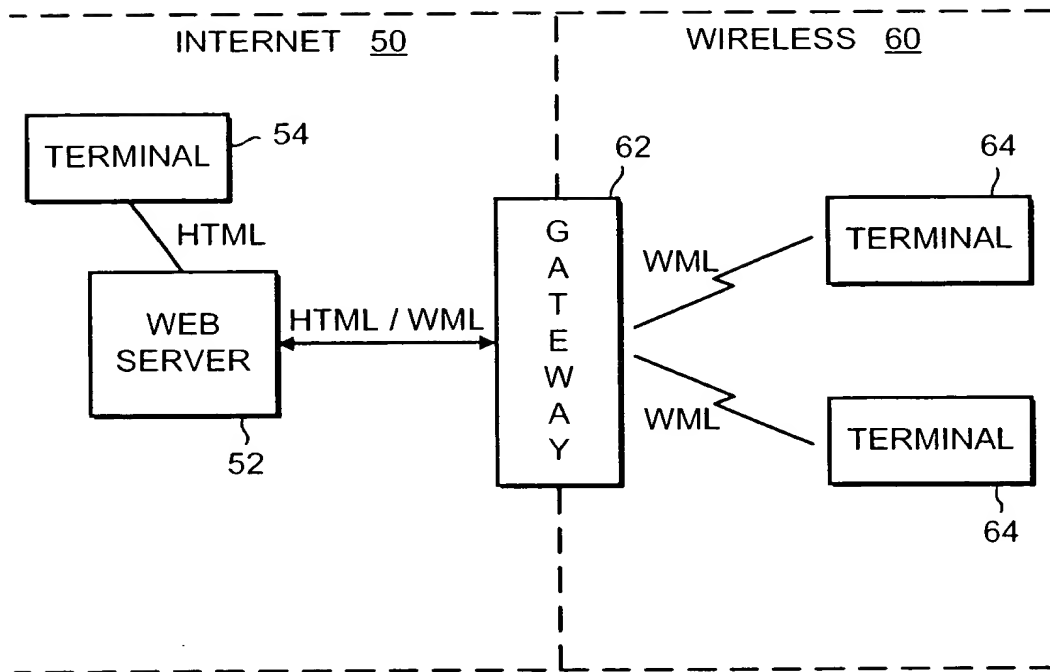 INTERNET 50
WIRELESS 60
TERMINAL
54
HTML
WEB
SERVER
52
HTML / WML
62
GATEWAY
WML
64
TERMINAL
WML
TERMINAL
64